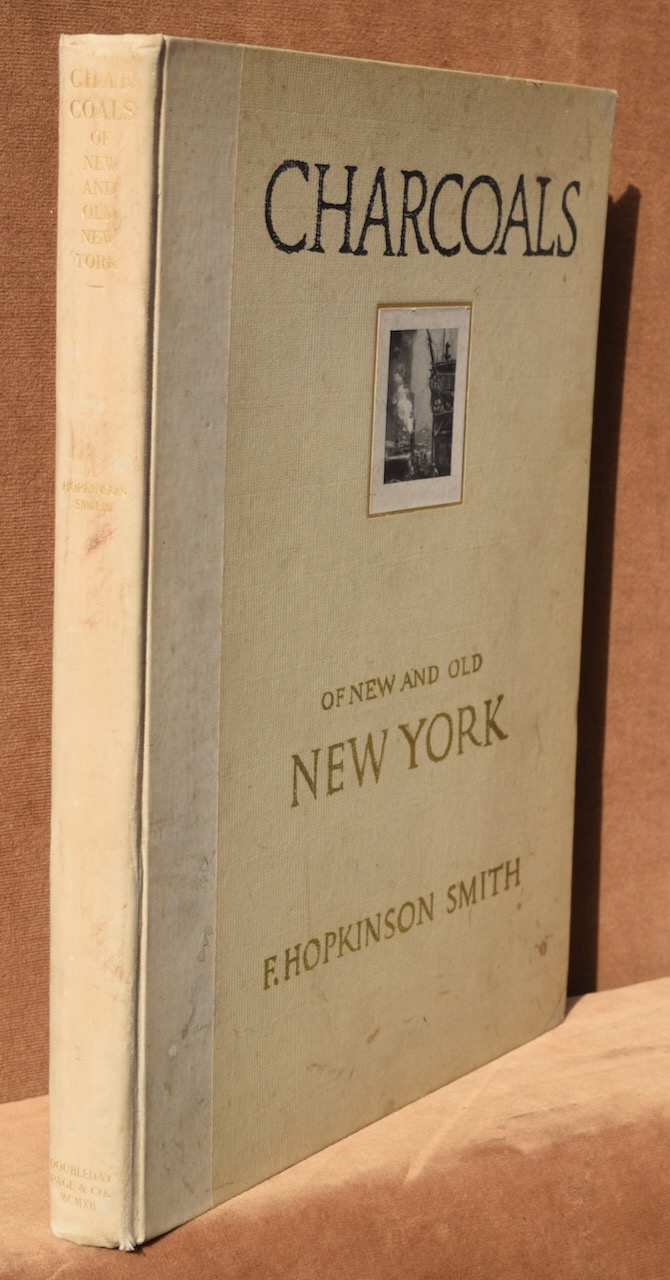 CHAR
COALS
OF
NEW
AND
OLD
NEW
YORK
HOPKINSON
SMITH
DOUBLEDAY
PAGE & CO.
MCMXII
CHARCOALS
OF NEW AND OLD
NEW YORK
F. HOPKINSON SMITH